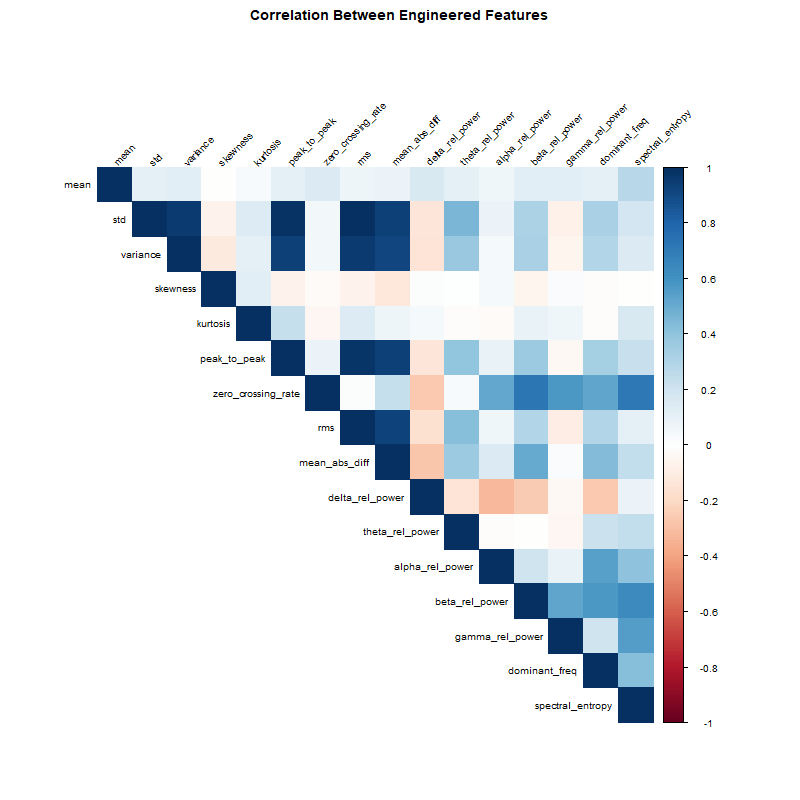 Correlation Between Engineered Features
mean
std
variance
skewness
kurtosis
peak_to_peak
zero_crossing_rate
rms
mean_abs_diff
delta_rel_power
theta_rel_power
alpha_rel_power
beta_rel_power
gamma_rel_power
dominant_freq
spectral_entropy
mean
std
variance
skewness
kurtosis
peak_to_peak
zero_crossing_rate
rms
mean_abs_diff
delta_rel_power
theta_rel_power
alpha_rel_power
beta_rel_power
gamma_rel_power
dominant_freq
spectral_entropy
1
0.8
0.6
0.4
0.2
0
-0.2
-0.4
-0.6
-0.8
-1